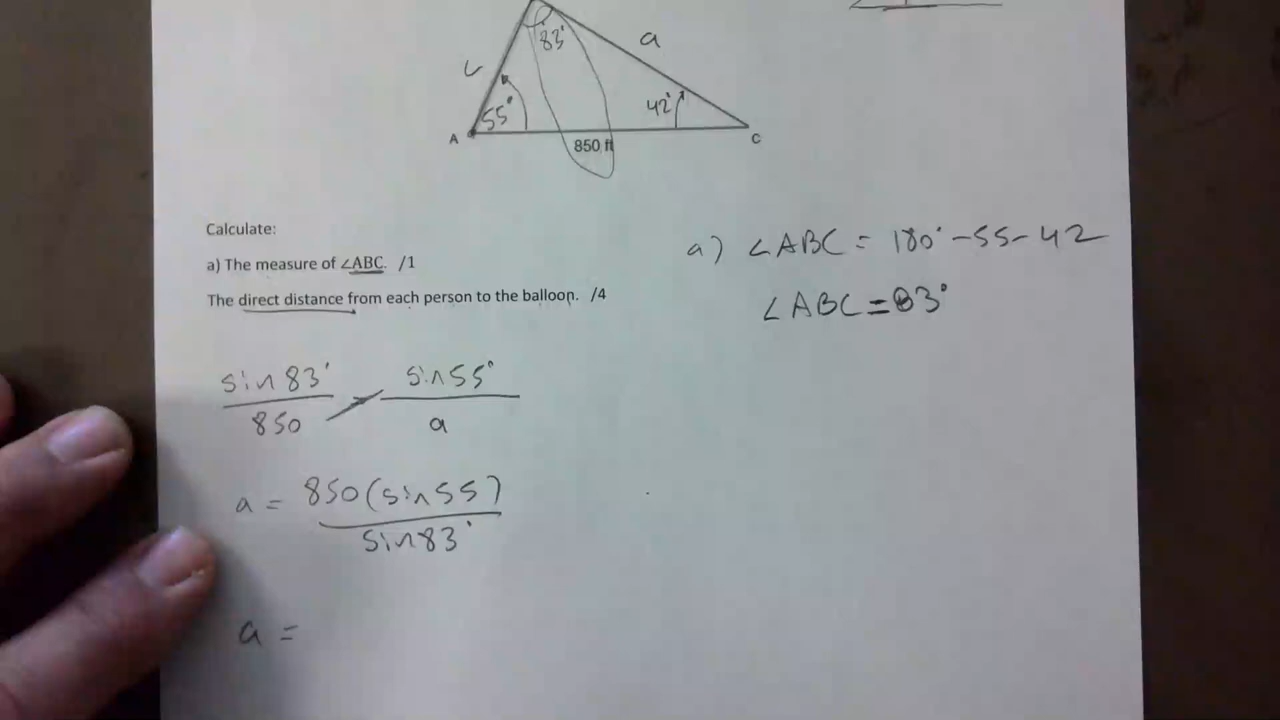 83°
a
c
55°
42°
A
C
850 ft
Calculate:
a) The measure of ∠ABC. /1
The direct distance from each person to the balloon. /4
a) ∠ABC = 180° - 55 - 42
∠ABC = 83°
sin 83° / 850 = sin 55° / a
a = 850 (sin 55) / sin 83°
a =